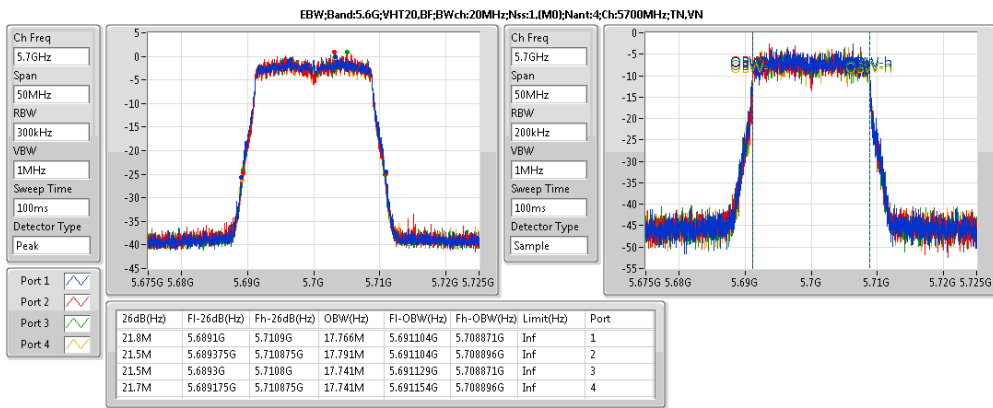 EBW;Band:5.6G;VHT20,BF;BWch:20MHz;Nss:1,(M0);Nant:4;Ch:5700MHz;TN,VN
Ch Freq
5.7GHz
Span
50MHz
RBW
300kHz
VBW
1MHz
Sweep Time
100ms
Detector Type
Peak
5
0
-5
-10
-15
-20
-25
-30
-35
-40
-45
5.675G 5.68G 5.69G 5.7G 5.71G 5.72G 5.725G
Ch Freq
5.7GHz
Span
50MHz
RBW
200kHz
VBW
1MHz
Sweep Time
100ms
Detector Type
Sample
0
-5
-10
-15
-20
-25
-30
-35
-40
-45
-50
-55
5.675G 5.68G 5.69G 5.7G 5.71G 5.72G 5.725G
Port 1
Port 2
Port 3
Port 4
26dB(Hz) Fl-26dB(Hz) Fh-26dB(Hz) OBW(Hz) Fl-OBW(Hz) Fh-OBW(Hz) Limit(Hz) Port
21.8M 5.6891G 5.7109G 17.766M 5.691104G 5.708871G Inf 1
21.5M 5.689375G 5.710875G 17.791M 5.691104G 5.708896G Inf 2
21.5M 5.6893G 5.7108G 17.741M 5.691129G 5.708871G Inf 3
21.7M 5.689175G 5.710875G 17.741M 5.691154G 5.708896G Inf 4